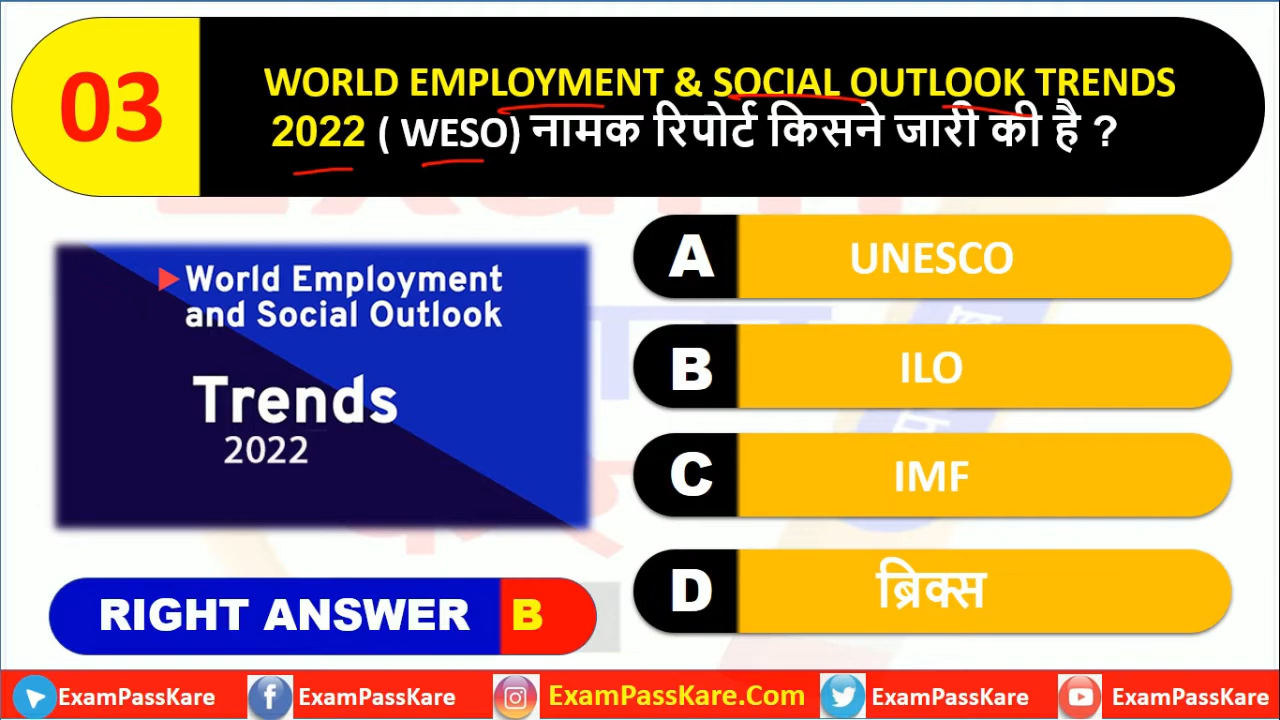 03
WORLD EMPLOYMENT & SOCIAL OUTLOOK TRENDS
2022 ( WESO) नामक रिपोर्ट किसने जारी की है ?
World Employment
and Social Outlook
Trends
2022
A UNESCO
B ILO
C IMF
D ब्रिक्स
RIGHT ANSWER B
ExamPassKare ExamPassKare ExamPassKare.Com ExamPassKare ExamPassKare